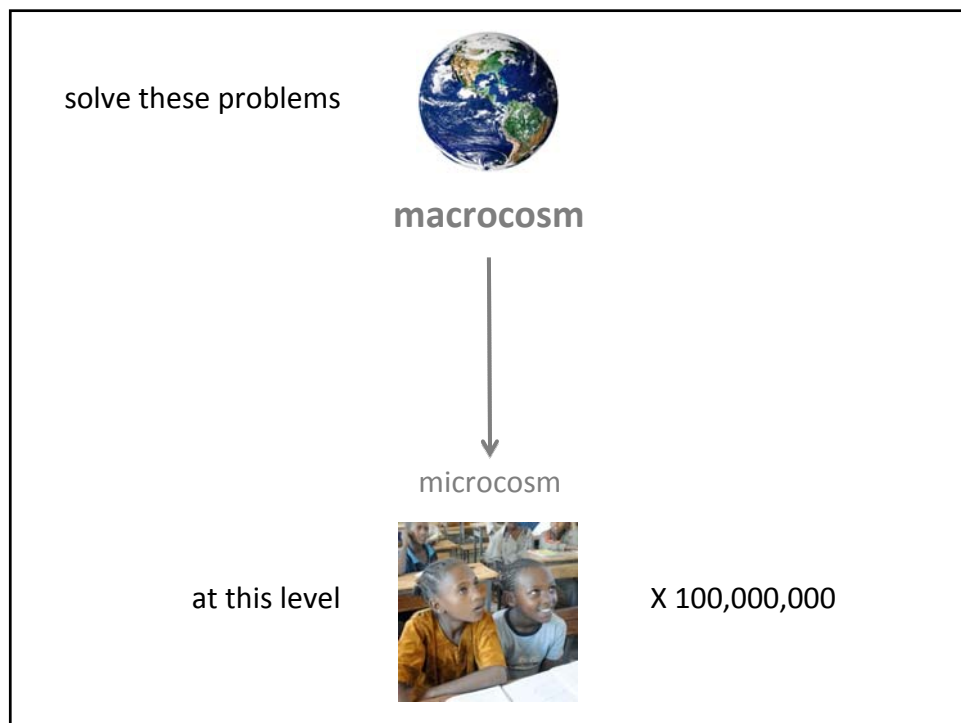 solve these problems
macrocosm
microcosm
at this level
X 100,000,000